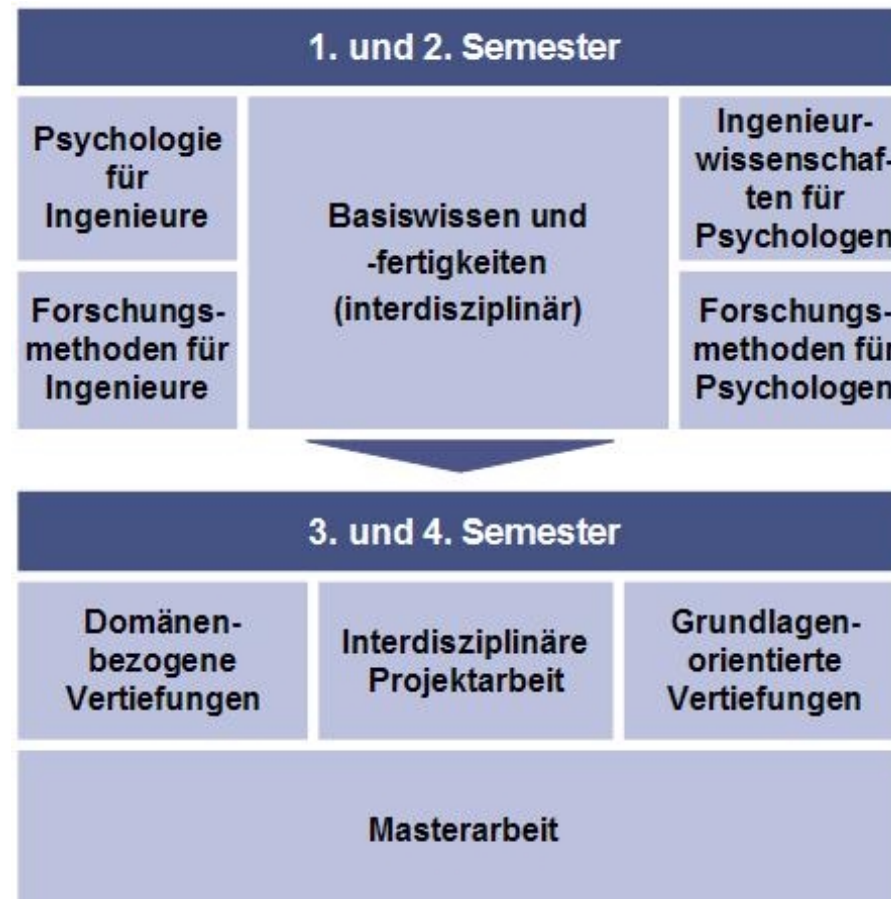 1. und 2. Semester
Psychologie
für
Ingenieure
Forschungs-
methoden für
Ingenieure
Basiswissen und
-fertigkeiten
(interdisziplinär)
Ingenieur-
wissenschaf-
ten für
Psychologen
Forschungs-
methoden für
Psychologen
3. und 4. Semester
Domänen-
bezogene
Vertiefungen
Interdisziplinäre
Projektarbeit
Grundlagen-
orientierte
Vertiefungen
Masterarbeit